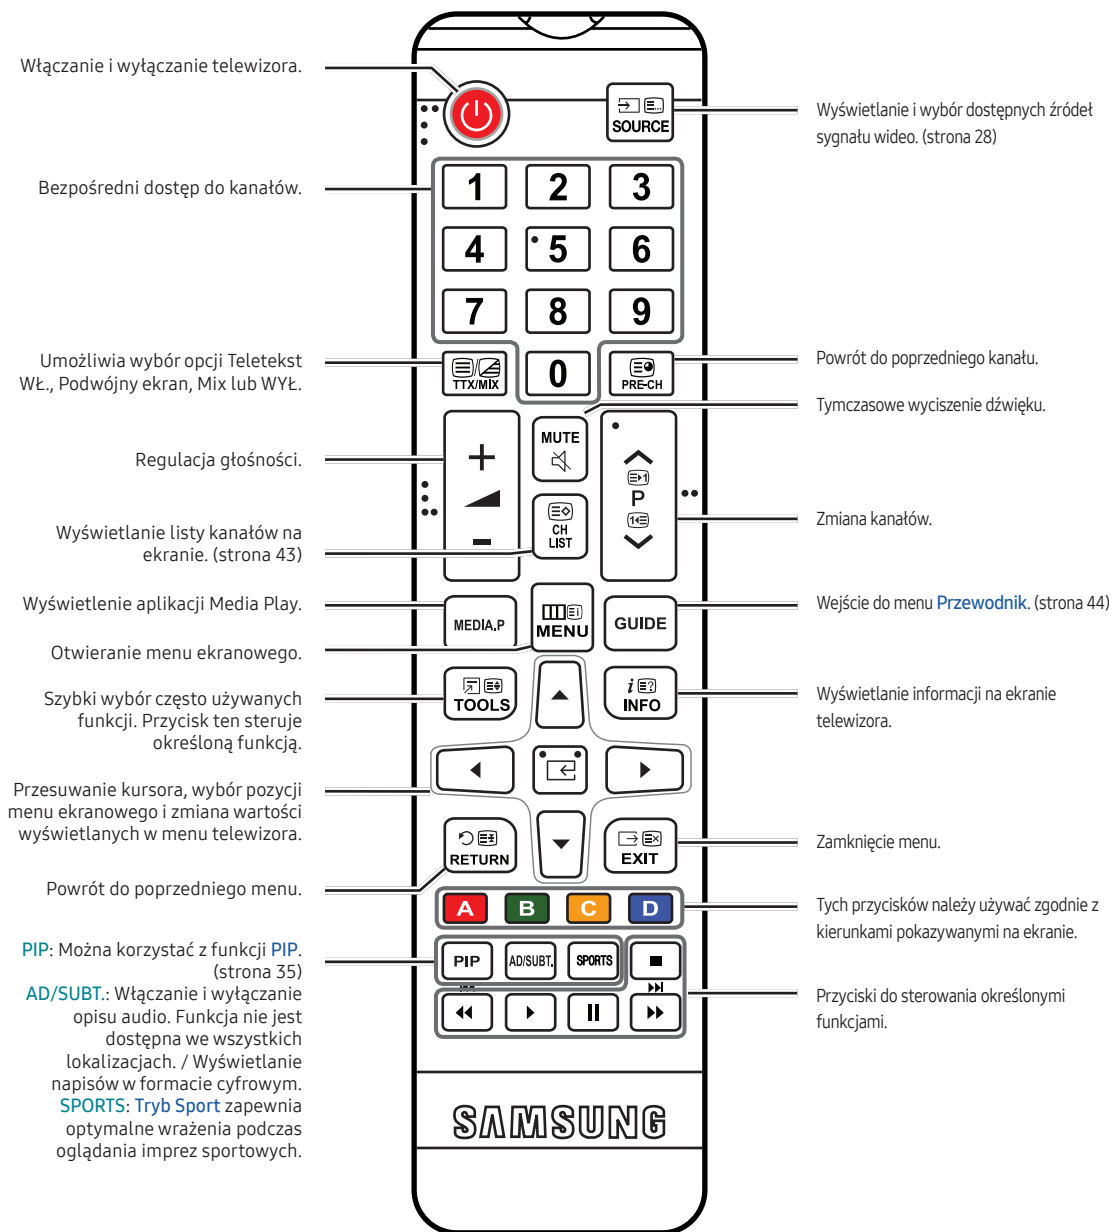 Włączanie i wyłączanie telewizora.
SOURCE
Wyświetlanie i wybór dostępnych źródeł
sygnału wideo. (strona 28)
Bezpośredni dostęp do kanałów.
1 2 3
4 5 6
7 8 9
0
Umożliwia wybór opcji Teletekst
WŁ., Podwójny ekran, Mix lub WYŁ.
TTX/MIX
PRE-CH
Powrót do poprzedniego kanału.
Tymczasowe wyciszenie dźwięku.
MUTE
Regulacja głośności.
+
-
P
Zmiana kanałów.
CH
LIST
Wyświetlanie listy kanałów na
ekranie. (strona 43)
Wyświetlenie aplikacji Media Play.
MEDIA.P
MENU
GUIDE
Wejście do menu Przewodnik. (strona 44)
Otwieranie menu ekranowego.
TOOLS
INFO
Szybki wybór często używanych
funkcji. Przycisk ten steruje
określoną funkcją.
Wyświetlanie informacji na ekranie
telewizora.
Przesuwanie kursora, wybór pozycji
menu ekranowego i zmiana wartości
wyświetlanych w menu telewizora.
RETURN
EXIT
Zamknięcie menu.
Powrót do poprzedniego menu.
A B C D
Tych przycisków należy używać zgodnie z
kierunkami pokazywanymi na ekranie.
PIP AD/SUBT. SPORTS
PIP: Można korzystać z funkcji PIP.
(strona 35)
AD/SUBT.: Włączanie i wyłączanie
opisu audio. Funkcja nie jest
dostępna we wszystkich
lokalizacjach. / Wyświetlanie
napisów w formacie cyfrowym.
SPORTS: Tryb Sport zapewnia
optymalne wrażenia podczas
oglądania imprez sportowych.
Przyciski do sterowania określonymi
funkcjami.
SAMSUNG